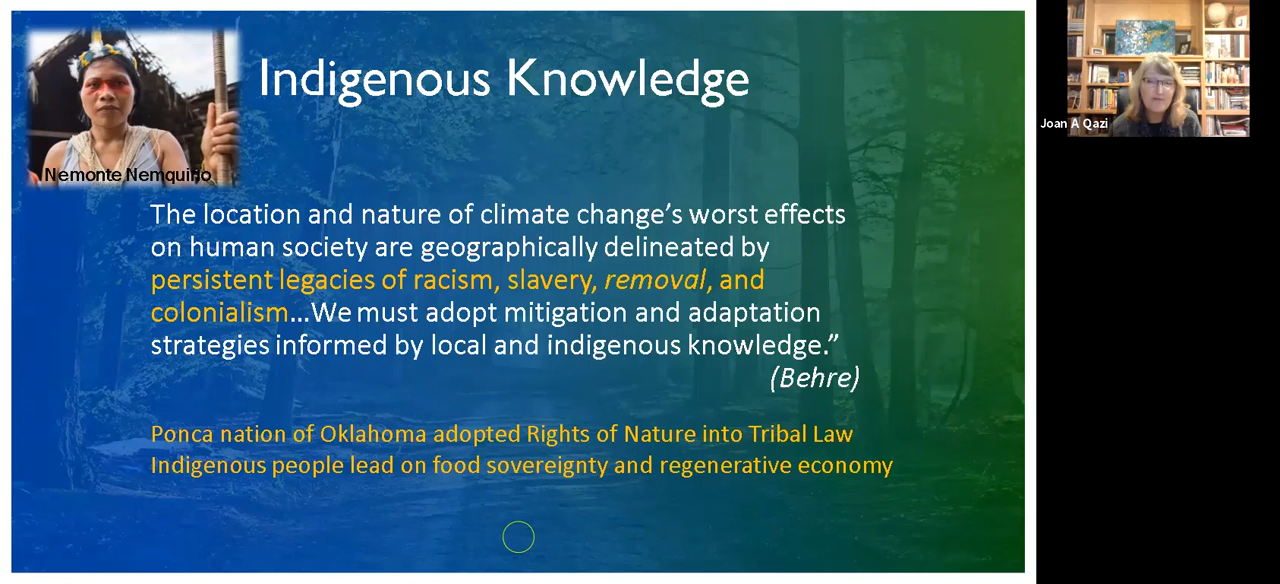 Indigenous Knowledge
Nemonte Nemquino
The location and nature of climate change’s worst effects
on human society are geographically delineated by
persistent legacies of racism, slavery, removal, and
colonialism...We must adopt mitigation and adaptation
strategies informed by local and indigenous knowledge.”
(Behre)
Ponca nation of Oklahoma adopted Rights of Nature into Tribal Law
Indigenous people lead on food sovereignty and regenerative economy
Joan A Qazi